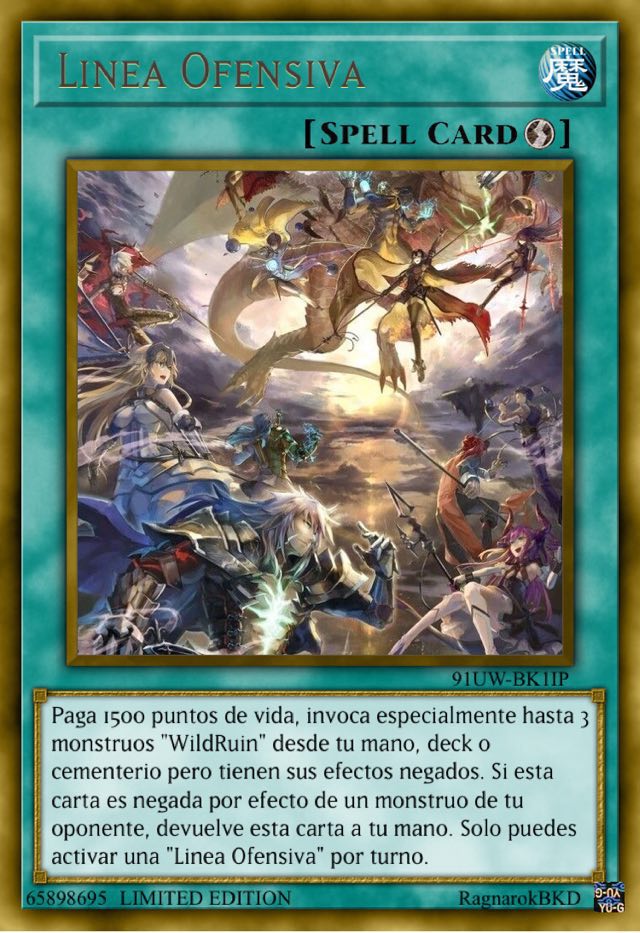 Linea Ofensiva
SPELL
魔
[Spell Card]
91UW-BK1IP
Paga 1500 puntos de vida, invoca especialmente hasta 3
monstruos "WildRuin" desde tu mano, deck o
cementerio pero tienen sus efectos negados. Si esta
carta es negada por efecto de un monstruo de tu
oponente, devuelve esta carta a tu mano. Solo puedes
activar una "Linea Ofensiva" por turno.
65898695 LIMITED EDITION RagnarokBKD
YU-G